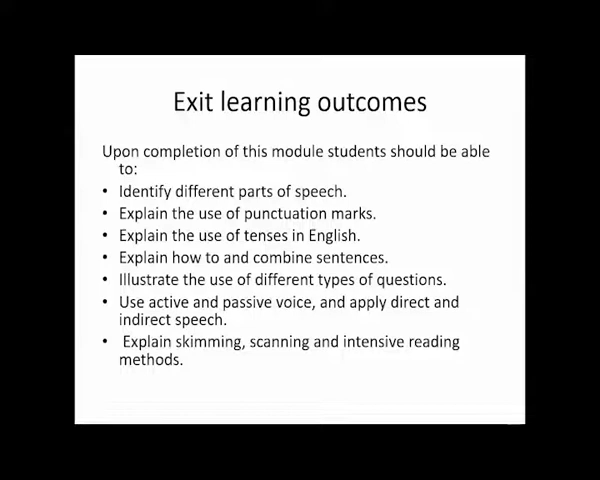 Exit learning outcomes
Upon completion of this module students should be able
to:
• Identify different parts of speech.
• Explain the use of punctuation marks.
• Explain the use of tenses in English.
• Explain how to and combine sentences.
• Illustrate the use of different types of questions.
• Use active and passive voice, and apply direct and
indirect speech.
• Explain skimming, scanning and intensive reading
methods.